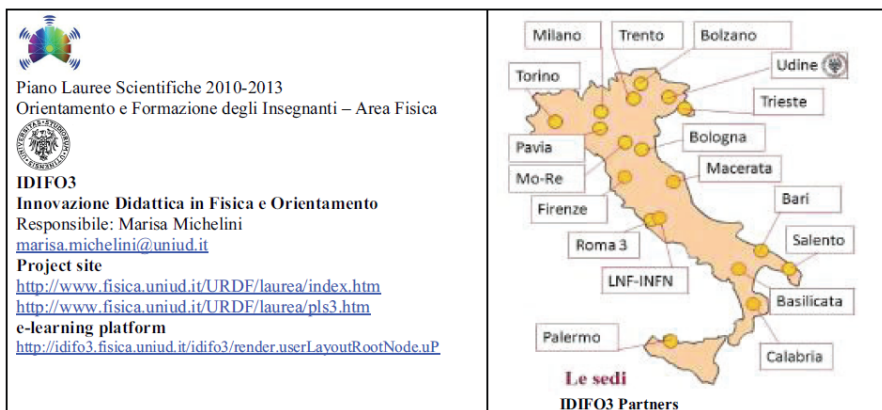 Piano Lauree Scientifiche 2010-2013
Orientamento e Formazione degli Insegnanti – Area Fisica
IDIFO3
Innovazione Didattica in Fisica e Orientamento
Responsibile: Marisa Michelini
marisa.michelini@uniud.it
Project site
http://www.fisica.uniud.it/URDF/laurea/index.htm
http://www.fisica.uniud.it/URDF/laurea/pls3.htm
e-learning platform
http://idifo3.fisica.uniud.it/idifo3/render.userLayoutRootNode.uP
Milano
Trento
Bolzano
Torino
Udine
Trieste
Pavia
Bologna
Mo-Re
Macerata
Firenze
Bari
Roma 3
Salento
LNF-INFN
Basilicata
Palermo
Calabria
Le sedi
IDIFO3 Partners